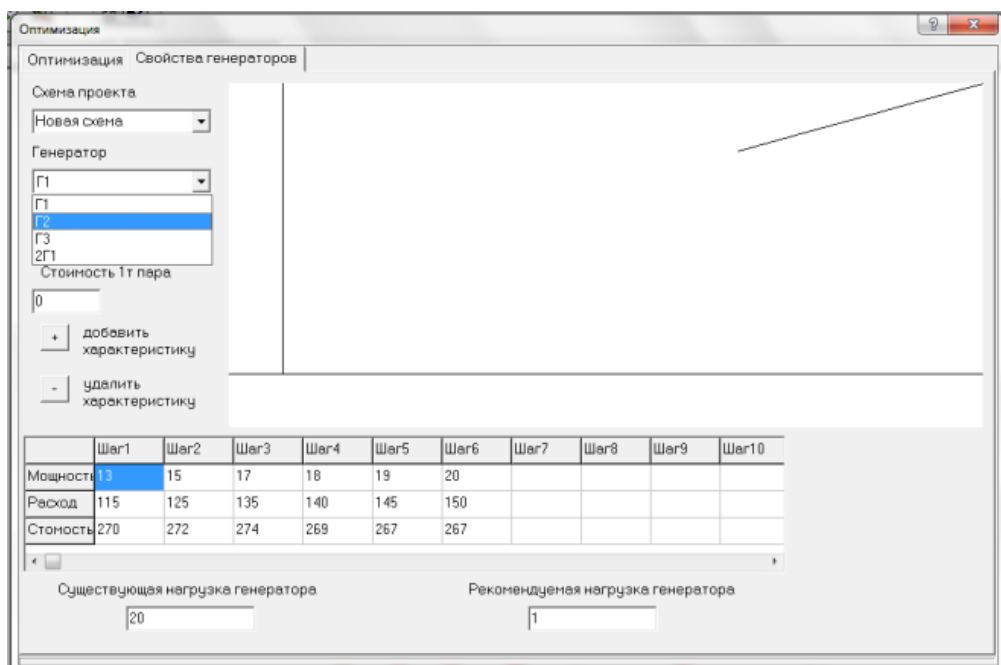 Оптимизация
Оптимизация Свойства генераторов
Схема проекта
Новая схема
Генератор
Г1
Г1
Г2
Г3
2Г1
Стоимость 1т пара
0
+ добавить
характеристику
- удалить
характеристику
Шаг1 Шаг2 Шаг3 Шаг4 Шаг5 Шаг6 Шаг7 Шаг8 Шаг9 Шаг10
Мощность 13 15 17 18 19 20
Расход 115 125 135 140 145 150
Стомость 270 272 274 269 267 267
Существующая нагрузка генератора Рекомендуемая нагрузка генератора
20 1